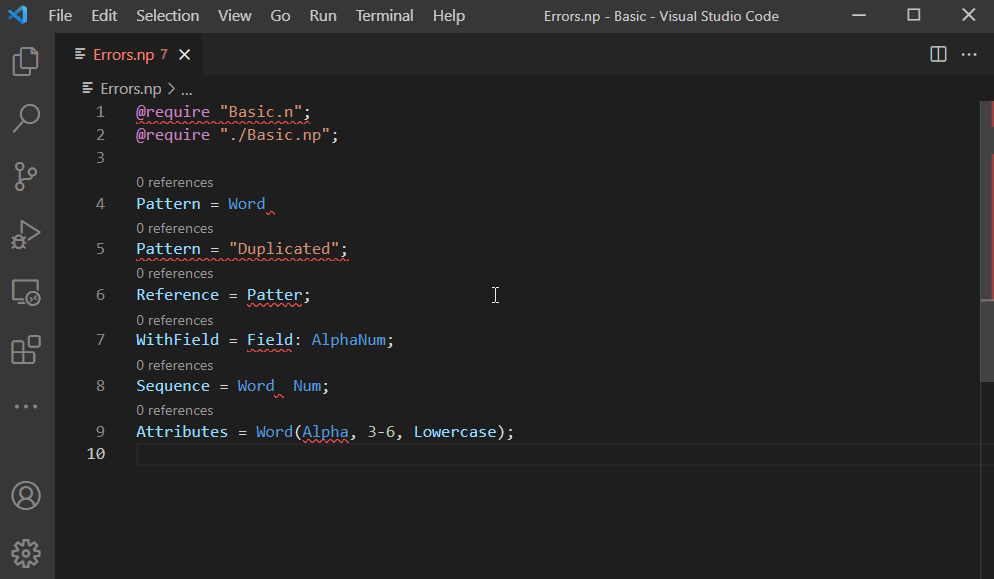 File Edit Selection View Go Run Terminal Help Errors.np - Basic - Visual Studio Code
Errors.np 7
Errors.np > ...
1 @require "Basic.n";
2 @require "./Basic.np";
3
0 references
4 Pattern = Word
0 references
5 Pattern = "Duplicated";
0 references
6 Reference = Patter;
0 references
7 WithField = Field: AlphaNum;
0 references
8 Sequence = Word Num;
0 references
9 Attributes = Word(Alpha, 3-6, Lowercase);
10